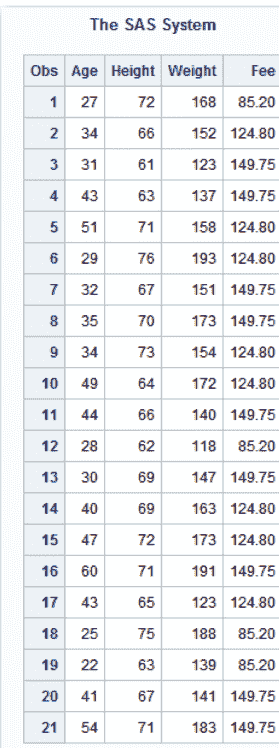 The SAS System
Obs Age Height Weight Fee
1 27 72 168 85.20
2 34 66 152 124.80
3 31 61 123 149.75
4 43 63 137 149.75
5 51 71 158 124.80
6 29 76 193 124.80
7 32 67 151 149.75
8 35 70 173 149.75
9 34 73 154 124.80
10 49 64 172 124.80
11 44 66 140 149.75
12 28 62 118 85.20
13 30 69 147 149.75
14 40 69 163 124.80
15 47 72 173 124.80
16 60 71 191 149.75
17 43 65 123 124.80
18 25 75 188 85.20
19 22 63 139 85.20
20 41 67 141 149.75
21 54 71 183 149.75